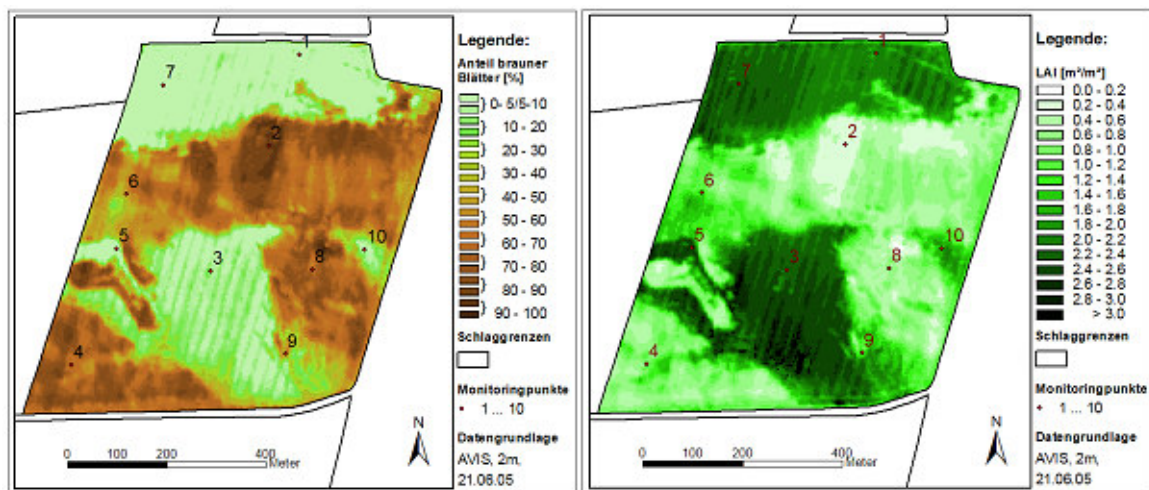 1
7
2
6
5
3
8
10
9
4
N
0 100 200 400
Meter
Legende:
Anteil brauner
Blätter [%]
0- 5/5-10
10 - 20
20 - 30
30 - 40
40 - 50
50 - 60
60 - 70
70 - 80
80 - 90
90 - 100
Schlaggrenzen
Monitoringpunkte
1 ... 10
Datengrundlage
AVIS, 2m,
21.06.05
1
7
2
6
5
3
8
10
9
4
N
0 100 200 400
Meter
Legende:
LAI [m²/m²]
0.0 - 0.2
0.2 - 0.4
0.4 - 0.6
0.6 - 0.8
0.8 - 1.0
1.0 - 1.2
1.2 - 1.4
1.4 - 1.6
1.6 - 1.8
1.8 - 2.0
2.0 - 2.2
2.2 - 2.4
2.4 - 2.6
2.6 - 2.8
2.8 - 3.0
> 3.0
Schlaggrenzen
Monitoringpunkte
1 ... 10
Datengrundlage
AVIS, 2m,
21.06.05